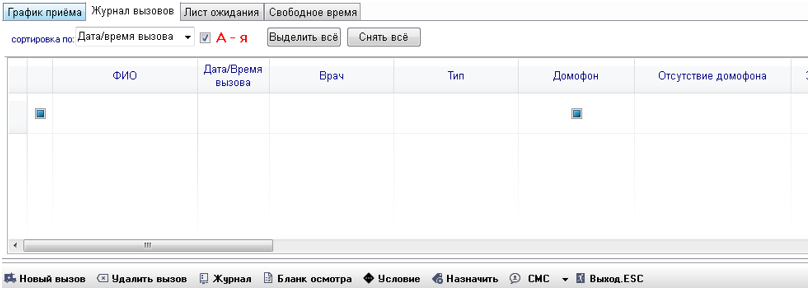 График приёма Журнал вызовов Лист ожидания Свободное время
сортировка по: Дата/время вызова А - я Выделить всё Снять всё
ФИО Дата/Время вызова Врач Тип Домофон Отсутствие домофона
Новый вызов Удалить вызов Журнал Бланк осмотра Условие Назначить СМС Выход.ESC